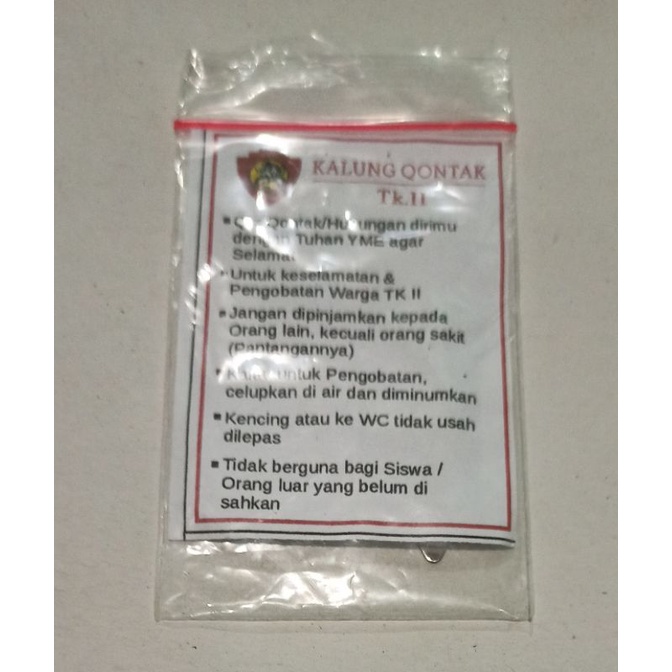 KALUNG QONTAK
Tk.II
▪ Qontak/Hubungan dirimu
dengan Tuhan YME agar
Selamat
▪ Untuk keselamatan &
Pengobatan Warga TK II
▪ Jangan dipinjamkan kepada
Orang lain, kecuali orang sakit
(Pantangannya)
▪ untuk Pengobatan,
celupkan di air dan diminumkan
▪ Kencing atau ke WC tidak usah
dilepas
▪ Tidak berguna bagi Siswa /
Orang luar yang belum di
sahkan